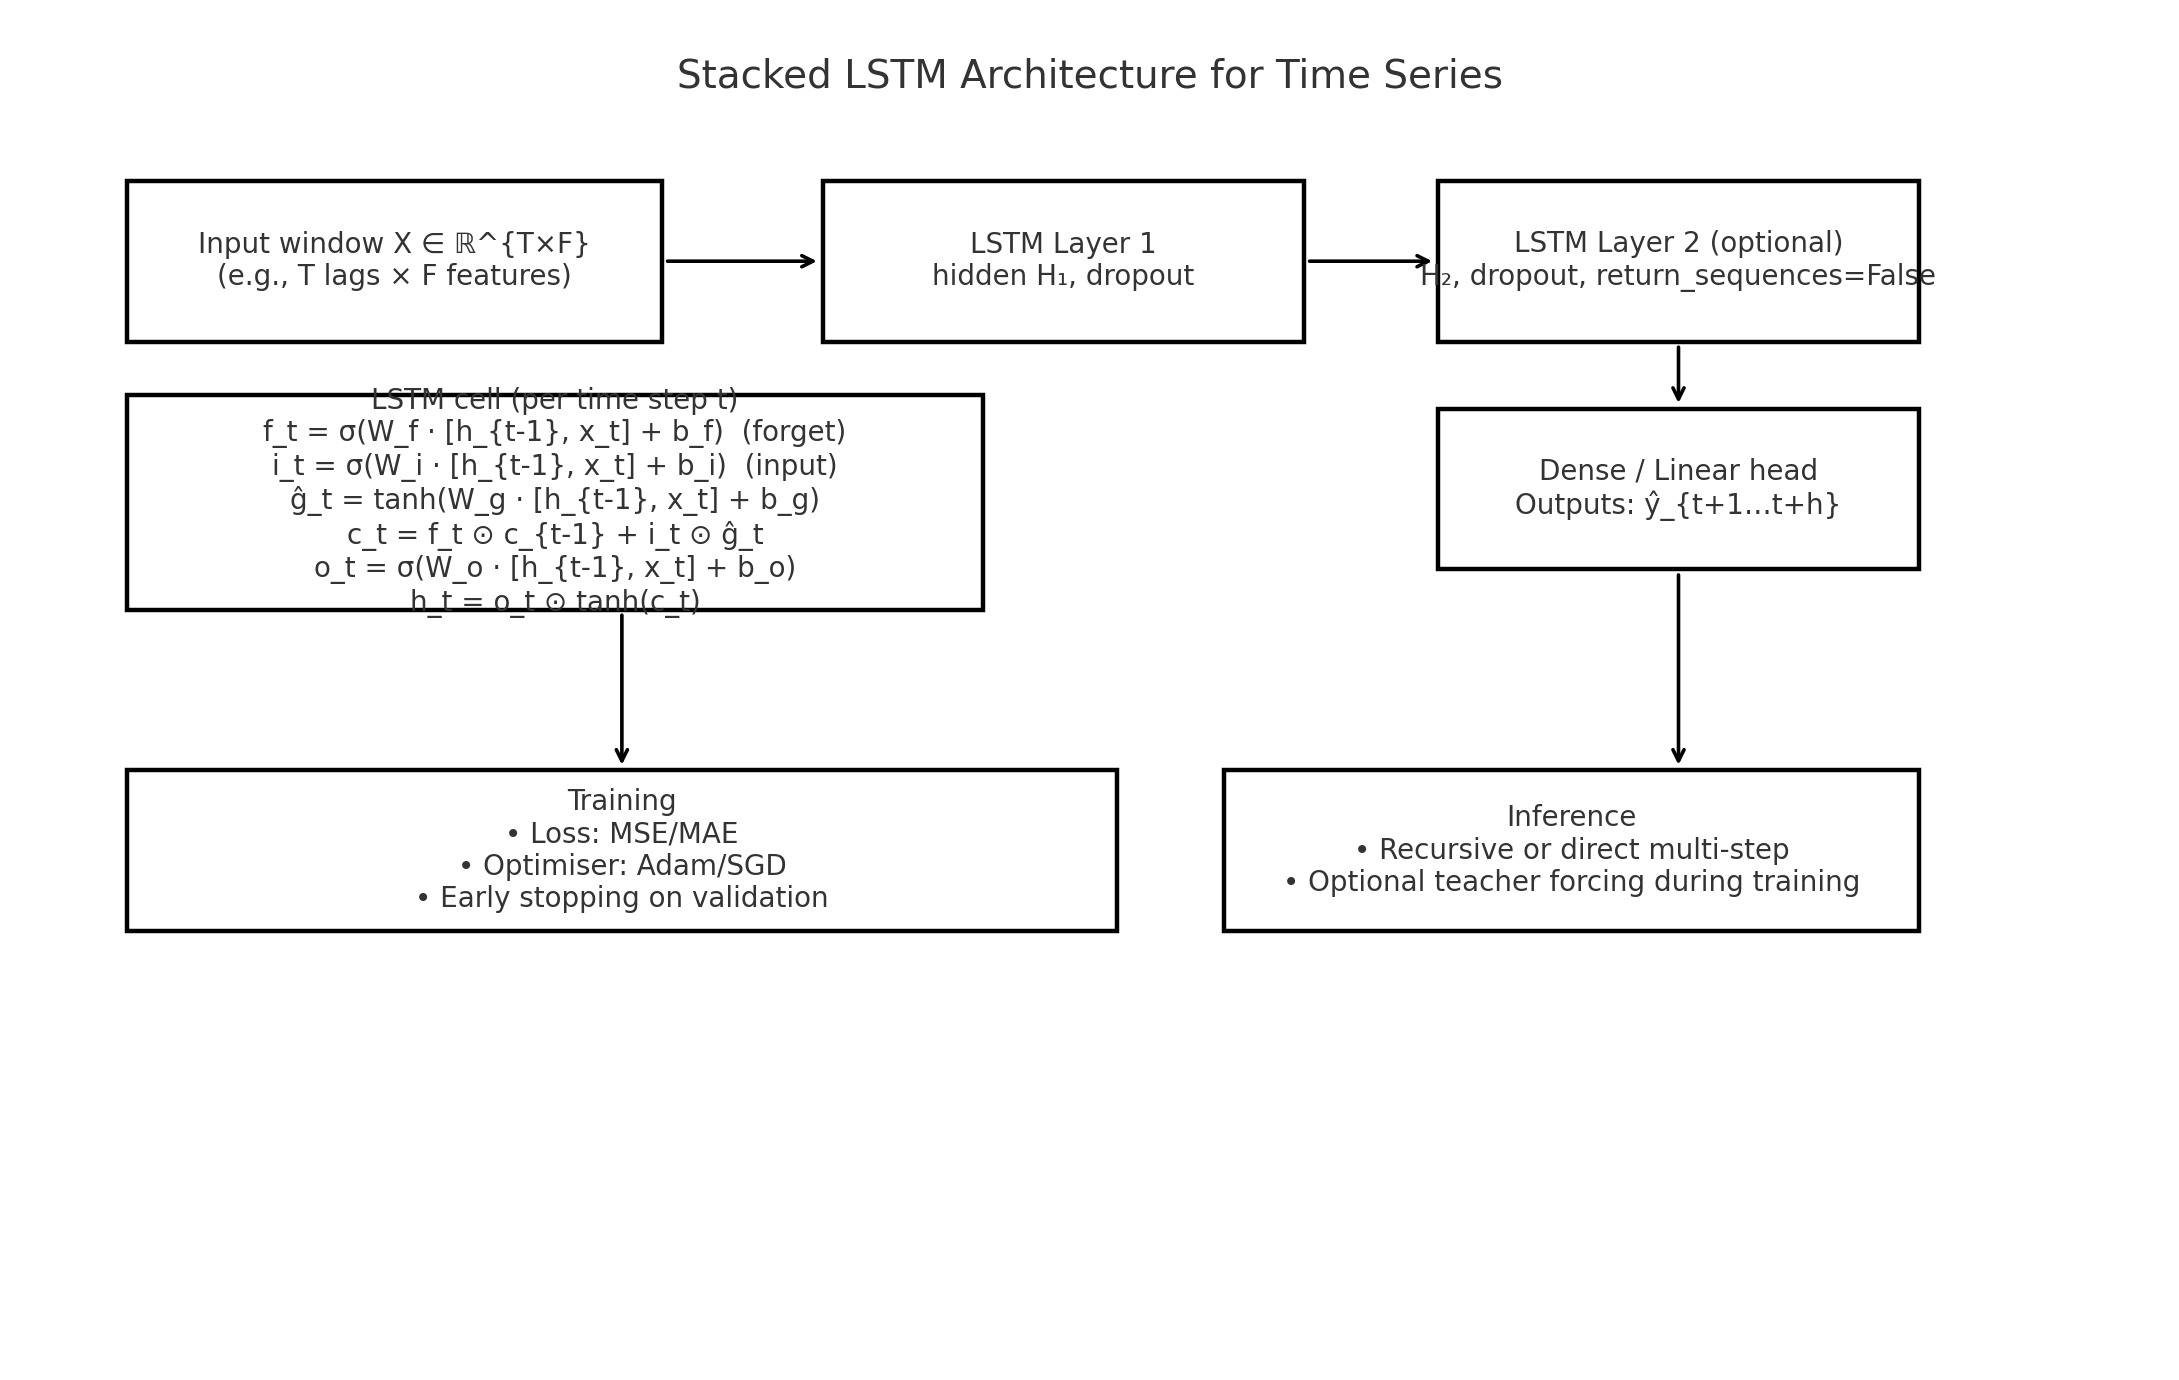 Stacked LSTM Architecture for Time Series
Input window X ∈ ℝ^{T×F}
(e.g., T lags × F features)
LSTM Layer 1
hidden H₁, dropout
LSTM Layer 2 (optional)
H₂, dropout, return_sequences=False
LSTM cell (per time step t)
f_t = σ(W_f · [h_{t-1}, x_t] + b_f)  (forget)
i_t = σ(W_i · [h_{t-1}, x_t] + b_i)  (input)
ĝ_t = tanh(W_g · [h_{t-1}, x_t] + b_g)
c_t = f_t ⊙ c_{t-1} + i_t ⊙ ĝ_t
o_t = σ(W_o · [h_{t-1}, x_t] + b_o)
h_t = o_t ⊙ tanh(c_t)
Dense / Linear head
Outputs: ŷ_{t+1...t+h}
Training
• Loss: MSE/MAE
• Optimiser: Adam/SGD
• Early stopping on validation
Inference
• Recursive or direct multi-step
• Optional teacher forcing during training